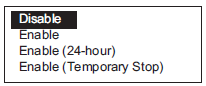 Disable
Enable
Enable (24-hour)
Enable (Temporary Stop)